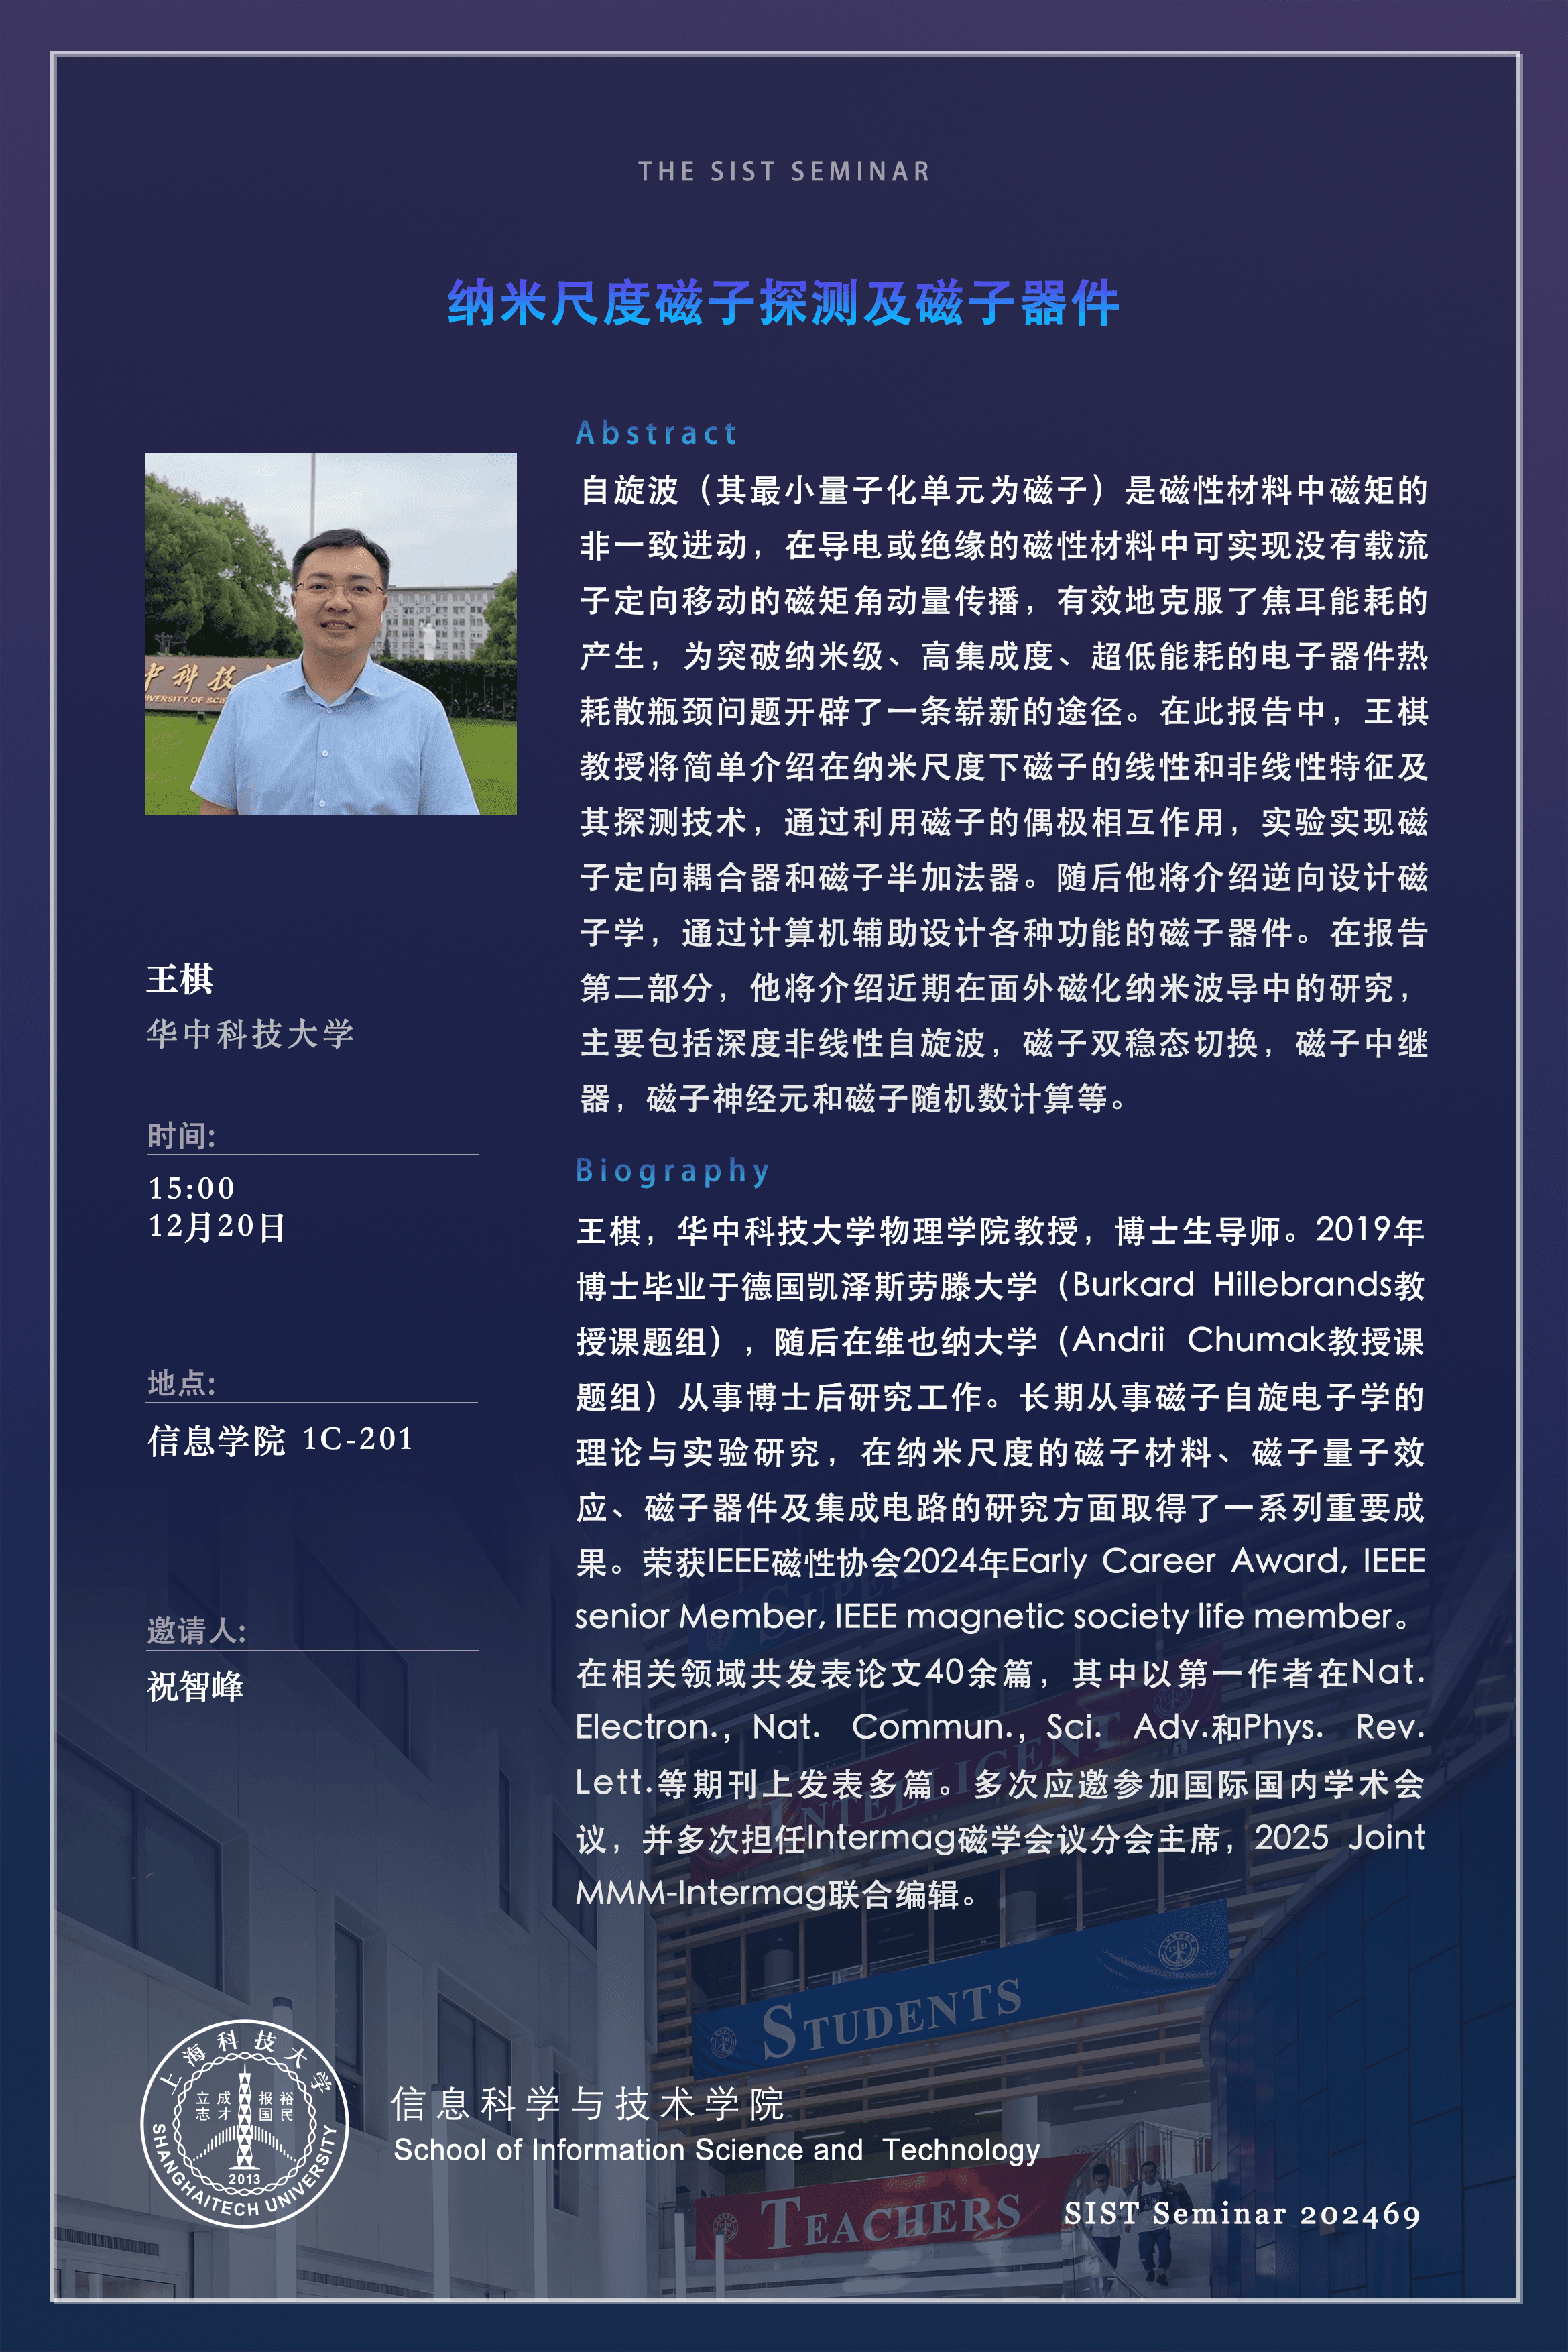 THE SIST SEMINAR
纳米尺度磁子探测及磁子器件
Abstract
自旋波（其最小量子化单元为磁子）是磁性材料中磁矩的
非一致进动，在导电或绝缘的磁性材料中可实现没有载流
子定向移动的磁矩角动量传播，有效地克服了焦耳能耗的
产生，为突破纳米级、高集成度、超低能耗的电子器件热
耗散瓶颈问题开辟了一条崭新的途径。在此报告中，王棋
教授将简单介绍在纳米尺度下磁子的线性和非线性特征及
其探测技术，通过利用磁子的偶极相互作用，实验实现磁
子定向耦合器和磁子半加法器。随后他将介绍逆向设计磁
子学，通过计算机辅助设计各种功能的磁子器件。在报告
第二部分，他将介绍近期在面外磁化纳米波导中的研究，
主要包括深度非线性自旋波，磁子双稳态切换，磁子中继
器，磁子神经元和磁子随机数计算等。
中科技
IVERSITY OF SCI
王棋
华中科技大学
时间:
15:00
12月20日
地点:
信息学院 1C-201
邀请人:
祝智峰
Biography
王棋，华中科技大学物理学院教授，博士生导师。2019年
博士毕业于德国凯泽斯劳滕大学（Burkard Hillebrands教
授课题组），随后在维也纳大学（Andrii Chumak教授课
题组）从事博士后研究工作。长期从事磁子自旋电子学的
理论与实验研究，在纳米尺度的磁子材料、磁子量子效
应、磁子器件及集成电路的研究方面取得了一系列重要成
果。荣获IEEE磁性协会2024年Early Career Award, IEEE
senior Member, IEEE magnetic society life member。
在相关领域共发表论文40余篇，其中以第一作者在Nat.
Electron., Nat. Commun., Sci. Adv.和Phys. Rev.
Lett.等期刊上发表多篇。多次应邀参加国际国内学术会
议，并多次担任Intermag磁学会议分会主席，2025 Joint
MMM-Intermag联合编辑。
SUPER
INTELLIGENT
STUDENTS
TEACHERS
上海科技大学
立志 成才 报国 裕民
2013
SHANGHAITECH UNIVERSITY
信息科学与技术学院
School of Information Science and Technology
SIST Seminar 202469